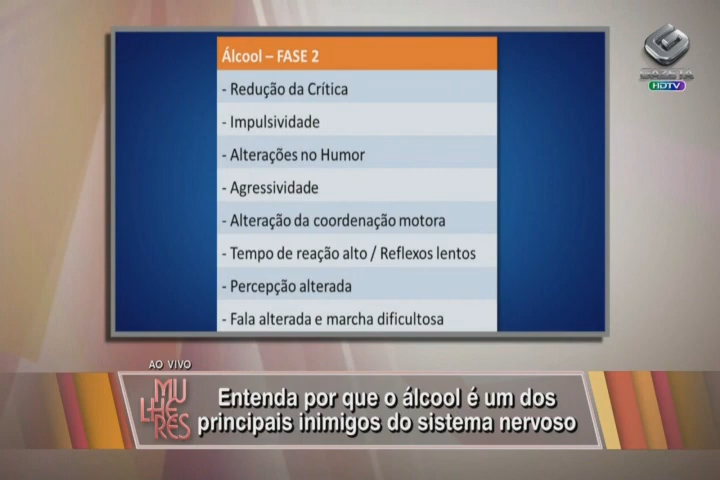 Álcool – FASE 2
- Redução da Crítica
- Impulsividade
- Alterações no Humor
- Agressividade
- Alteração da coordenação motora
- Tempo de reação alto / Reflexos lentos
- Percepção alterada
- Fala alterada e marcha dificultosa
GAZETA
HDTV
AO VIVO
MU
LHE
RES
Entenda por que o álcool é um dos
principais inimigos do sistema nervoso